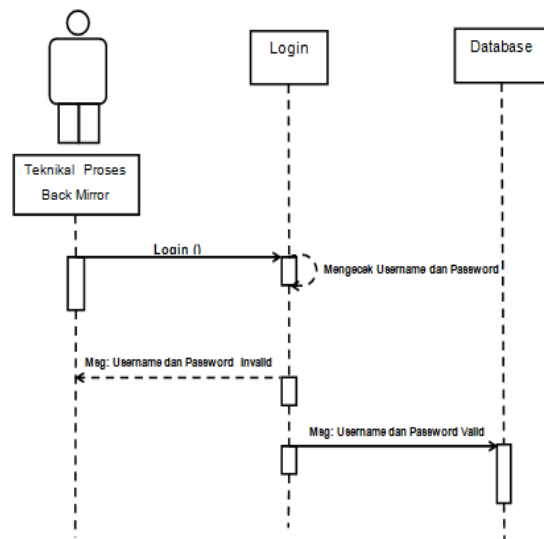 Login
Database
Teknikal Proses
Back Mirror
Login ()
Mengecek Username dan Password
Msg: Username dan Password Invalid
Msg: Username dan Password Valid